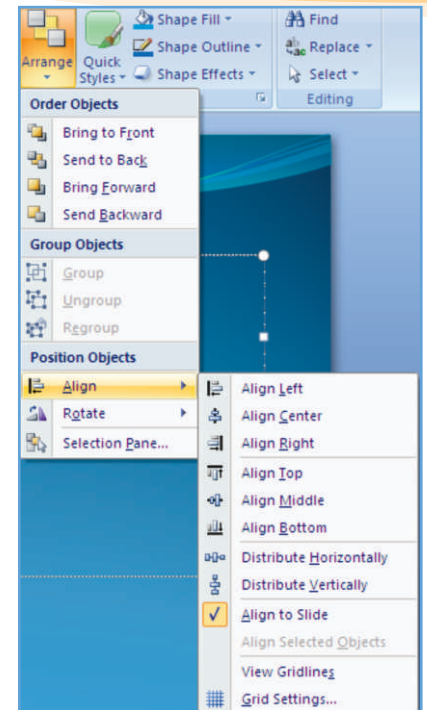 Arrange
Quick Styles
Shape Fill
Shape Outline
Shape Effects
Find
Replace
Select
Editing
Order Objects
Bring to Front
Send to Back
Bring Forward
Send Backward
Group Objects
Group
Ungroup
Regroup
Position Objects
Align
Rotate
Selection Pane...
Align Left
Align Center
Align Right
Align Top
Align Middle
Align Bottom
Distribute Horizontally
Distribute Vertically
Align to Slide
Align Selected Objects
View Gridlines
Grid Settings...